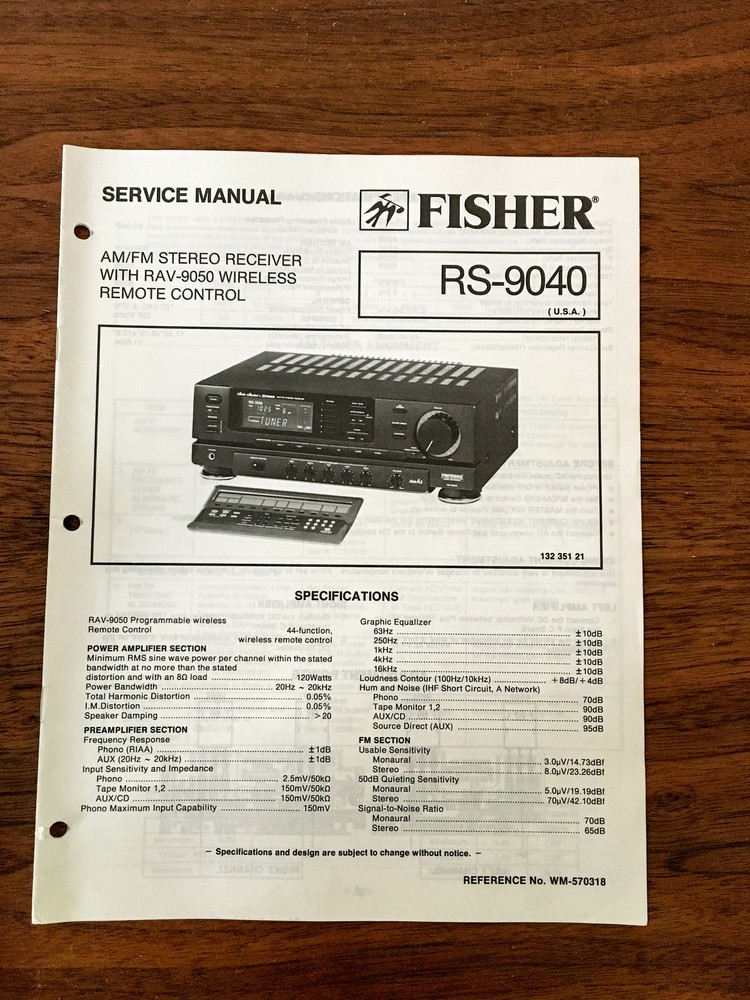 SERVICE MANUAL
FISHER®
AM/FM STEREO RECEIVER
WITH RAV-9050 WIRELESS
REMOTE CONTROL
RS-9040
( U.S.A. )
TUNER
132 351 21
SPECIFICATIONS
RAV-9050 Programmable wireless
Remote Control 44-function,
wireless remote control
POWER AMPLIFIER SECTION
Minimum RMS sine wave power per channel within the stated
bandwidth at no more than the stated
distortion and with an 8Ω load 120Watts
Power Bandwidth 20Hz ~ 20kHz
Total Harmonic Distortion 0.05%
I.M.Distortion 0.05%
Speaker Damping >20
PREAMPLIFIER SECTION
Frequency Response
Phono (RIAA) ±1dB
AUX (20Hz ~ 20kHz) ±1dB
Input Sensitivity and Impedance
Phono 2.5mV/50kΩ
Tape Monitor 1,2 150mV/50kΩ
AUX/CD 150mV/50kΩ
Phono Maximum Input Capability 150mV
Graphic Equalizer
63Hz ±10dB
250Hz ±10dB
1kHz ±10dB
4kHz ±10dB
16kHz ±10dB
Loudness Contour (100Hz/10kHz) +8dB/+4dB
Hum and Noise (IHF Short Circuit, A Network)
Phono 70dB
Tape Monitor 1,2 90dB
AUX/CD 90dB
Source Direct (AUX) 95dB
FM SECTION
Usable Sensitivity
Monaural 3.0μV/14.73dBf
Stereo 8.0μV/23.26dBf
50dB Quieting Sensitivity
Monaural 5.0μV/19.19dBf
Stereo 70μV/42.10dBf
Signal-to-Noise Ratio
Monaural 70dB
Stereo 65dB
– Specifications and design are subject to change without notice. –
REFERENCE No. WM-570318